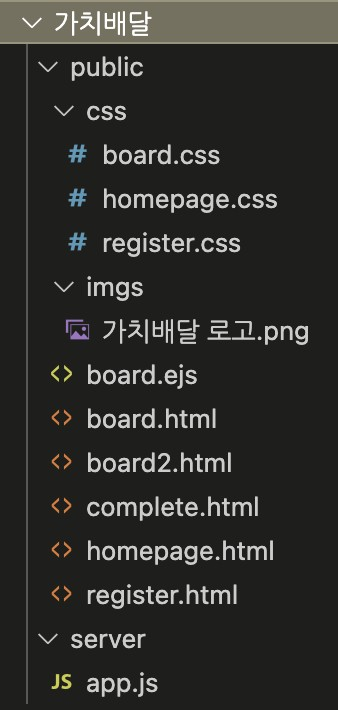 가치배달
public
css
# board.css
# homepage.css
# register.css
imgs
가치배달 로고.png
<> board.ejs
<> board.html
<> board2.html
<> complete.html
<> homepage.html
<> register.html
server
JS app.js